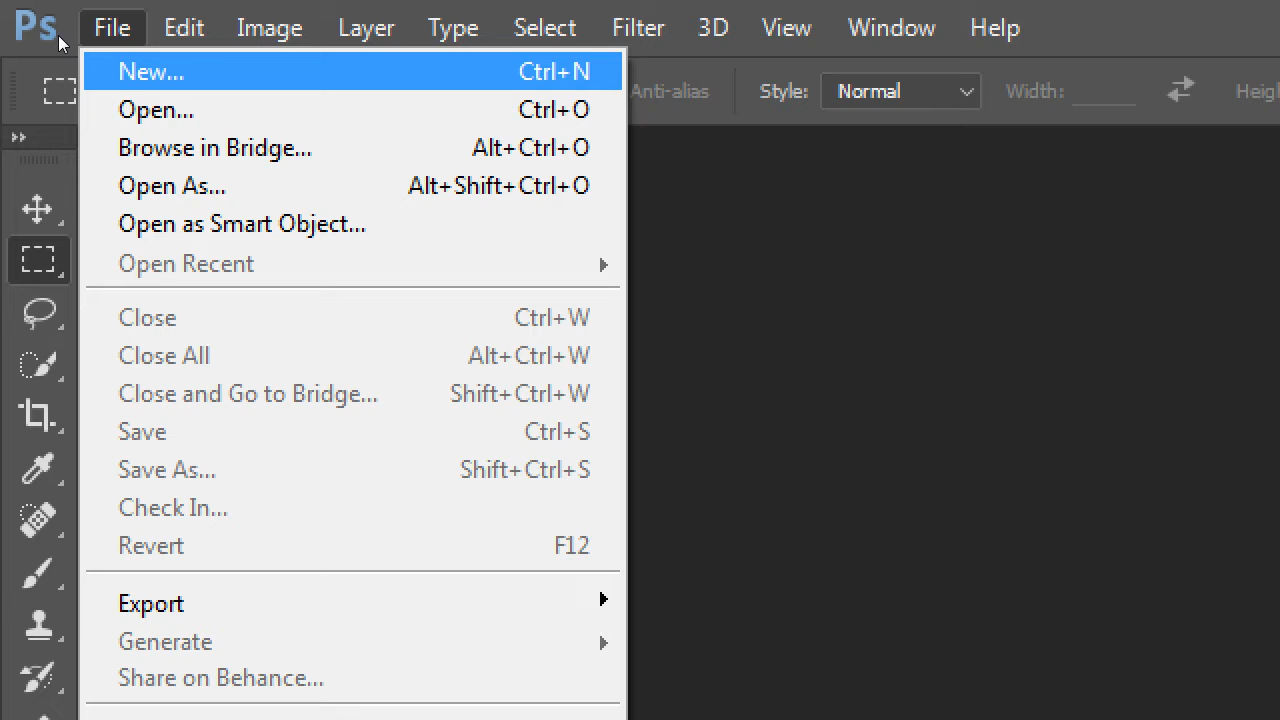 Ps File Edit Image Layer Type Select Filter 3D View Window Help
New... Ctrl+N
Anti-alias Style: Normal Width:
Open... Ctrl+O
Browse in Bridge... Alt+Ctrl+O
Open As... Alt+Shift+Ctrl+O
Open as Smart Object...
Open Recent
Close Ctrl+W
Close All Alt+Ctrl+W
Close and Go to Bridge... Shift+Ctrl+W
Save Ctrl+S
Save As... Shift+Ctrl+S
Check In...
Revert F12
Export
Generate
Share on Behance...